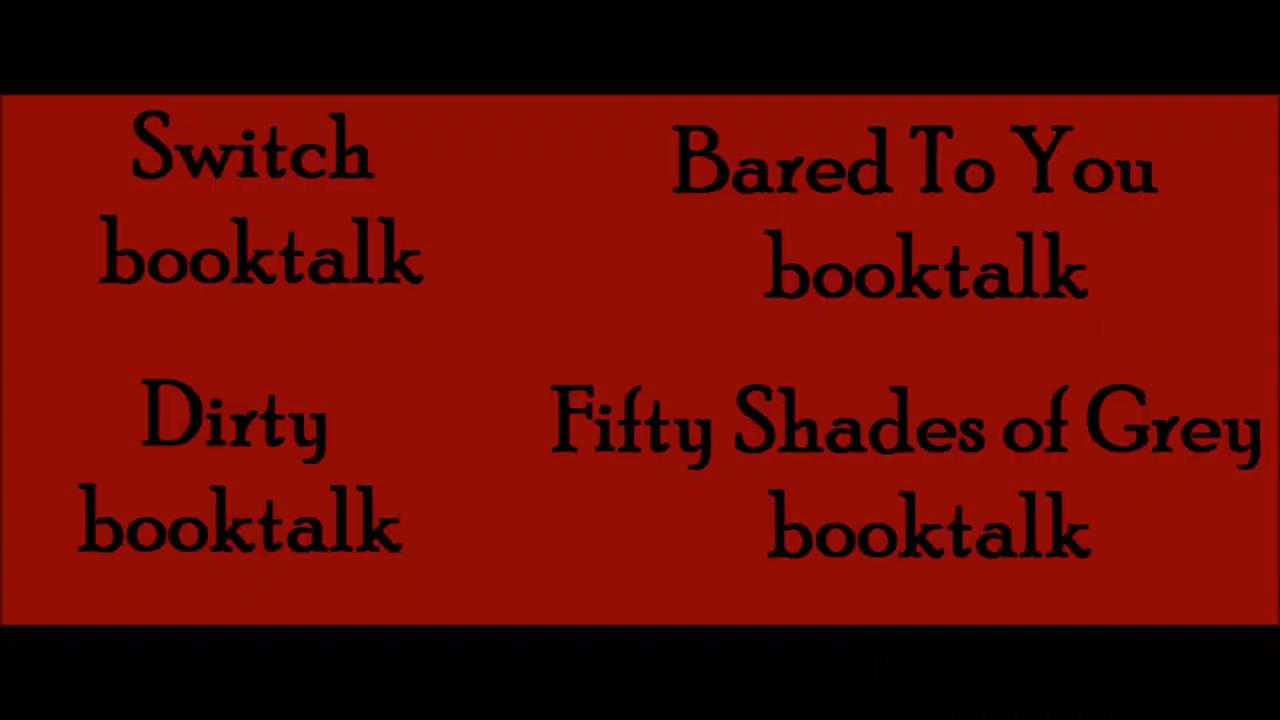 Switch
booktalk
Bared To You
booktalk
Dirty
booktalk
Fifty Shades of Grey
booktalk